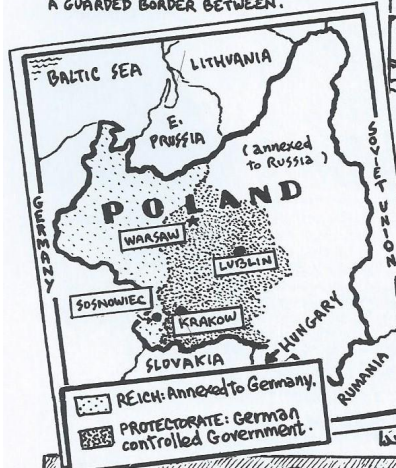 A GUARDED BORDER BETWEEN.
BALTIC SEA
LITHUANIA
E. PRUSSIA
(annexed
to Russia)
POLAND
GERMANY
SOVIET UNION
WARSAW
LUBLIN
SOSNOWIEC
KRAKOW
HUNGARY
SLOVAKIA
RUMANIA
REICH: Annexed to Germany.
PROTECTORATE: German
controlled Government.